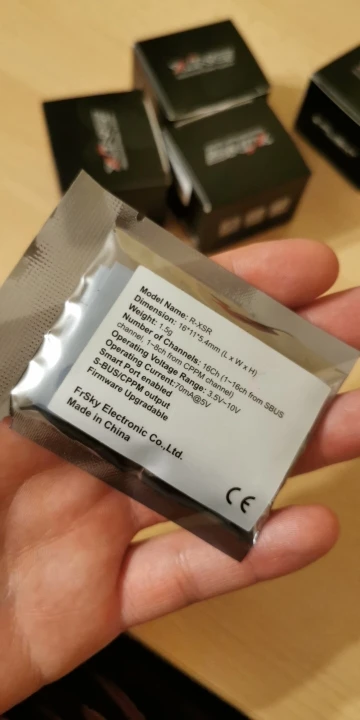 Model Name: R-XSR
Dimension: 16*11*5.4mm (L x W x H)
Weight: 1.5g
Number of Channels: 16Ch (1~16ch from SBUS
channel, 1~8ch from CPPM channel)
Operating Voltage Range: 3.5V~10V
Operating Current:70mA@5V
Smart Port enabled
S-BUS/CPPM output
Firmware Upgradable
FrSky Electronic Co.,Ltd.
Made in China
CE